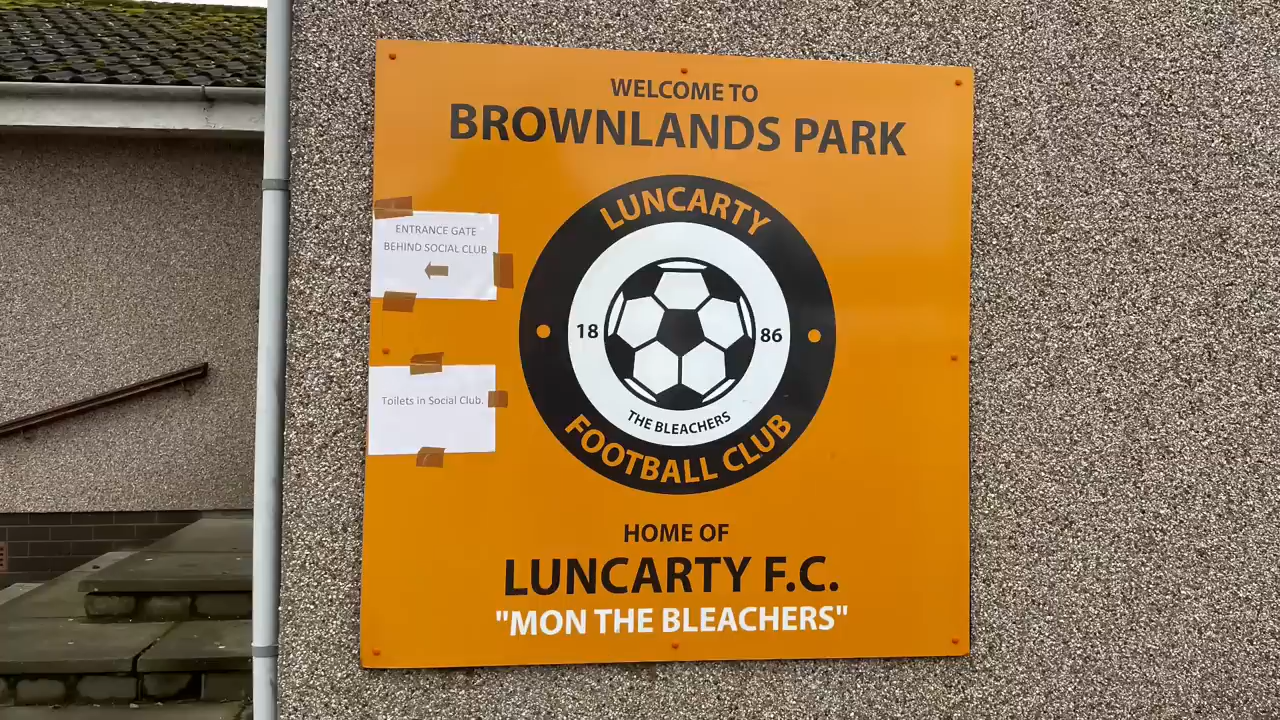 WELCOME TO
BROWNLANDS PARK
ENTRANCE GATE
BEHIND SOCIAL CLUB
Toilets in Social Club.
LUNCARTY
18 86
THE BLEACHERS
FOOTBALL CLUB
HOME OF
LUNCARTY F.C.
"MON THE BLEACHERS"